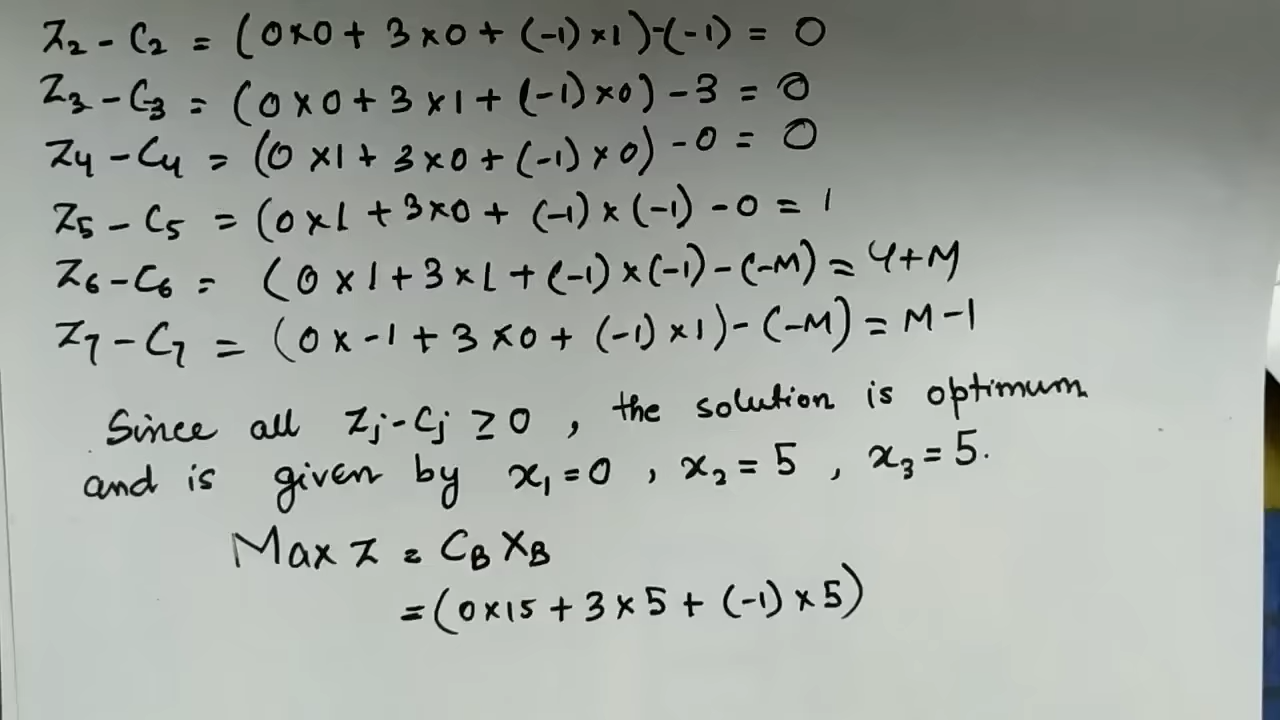 Z₂ - C₂ = (0×0 + 3×0 + (-1)×1)-(-1) = 0
Z₃ - C₃ = (0×0 + 3×1 + (-1)×0) - 3 = 0
Z₄ - C₄ = (0×1 + 3×0 + (-1)×0) - 0 = 0
Z₅ - C₅ = (0×1 + 3×0 + (-1)×(-1) - 0 = 1
Z₆ - C₆ = (0×1 + 3×1 + (-1)×(-1) - (-M) = 4+M
Z₇ - C₇ = (0×-1 + 3×0 + (-1)×1) - (-M) = M-1
Since all Zj - Cj ≥ 0, the solution is optimum
and is given by x₁ = 0, x₂ = 5, x₃ = 5.
Max Z = C_B X_B
= (0×15 + 3×5 + (-1)×5)